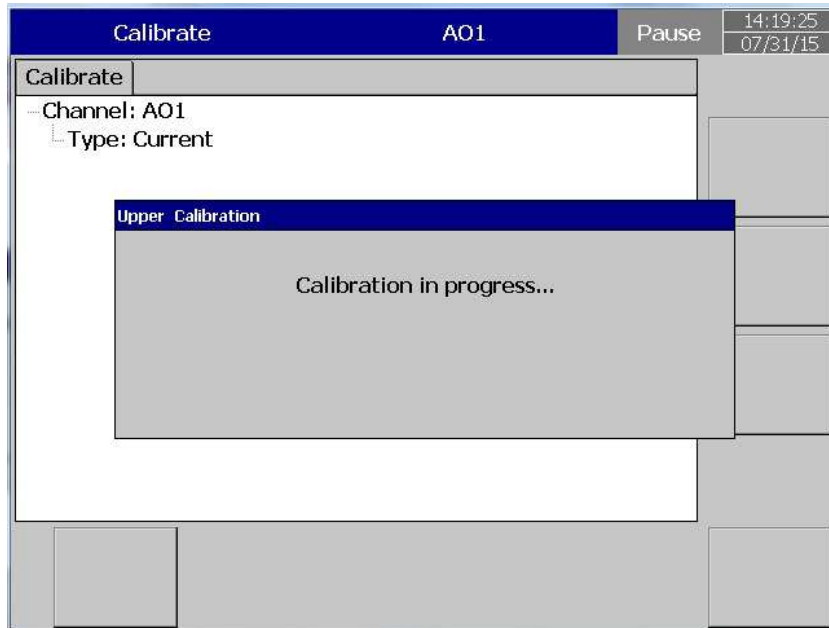 Calibrate AO1 Pause 14:19:25
07/31/15
Calibrate
Channel: AO1
Type: Current
Upper Calibration
Calibration in progress...